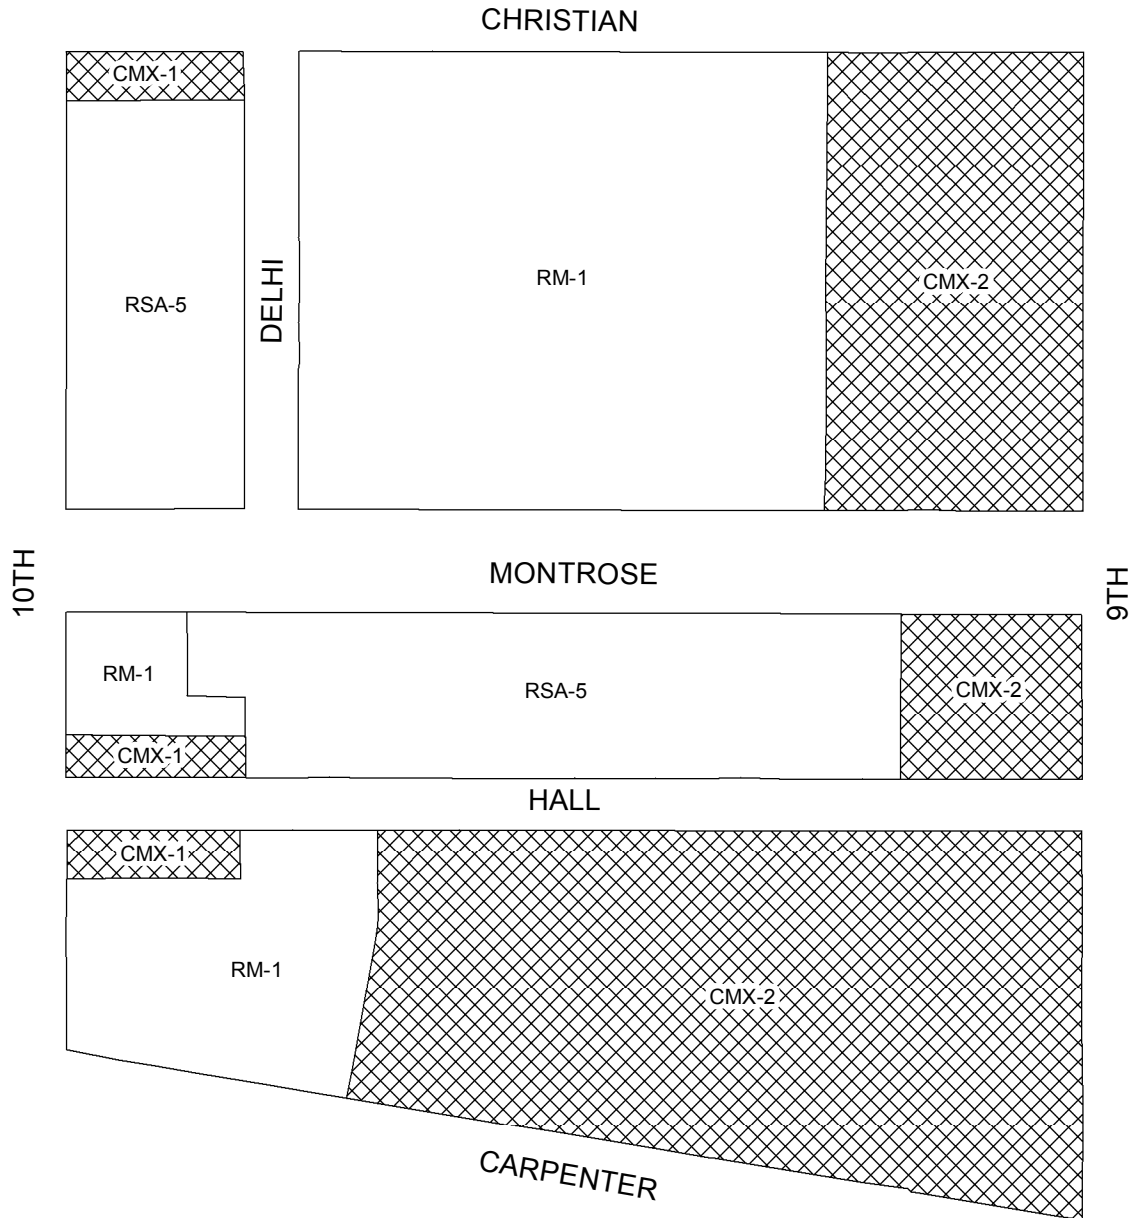 CHRISTIAN
CMX-1
RSA-5
DELHI
RM-1
CMX-2
10TH
MONTROSE
9TH
RM-1
RSA-5
CMX-2
CMX-1
HALL
CMX-1
RM-1
CMX-2
CARPENTER